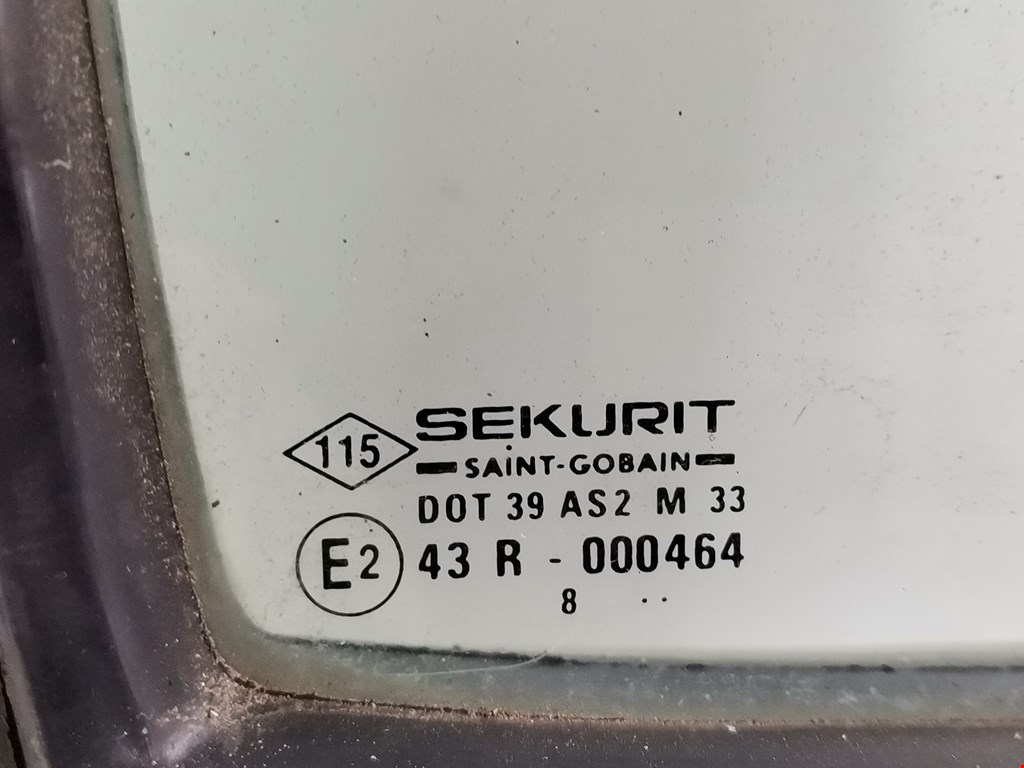 115
SEKURIT
SAINT-GOBAIN
DOT 39 AS2 M 33
E2
43 R - 000464
8 ..